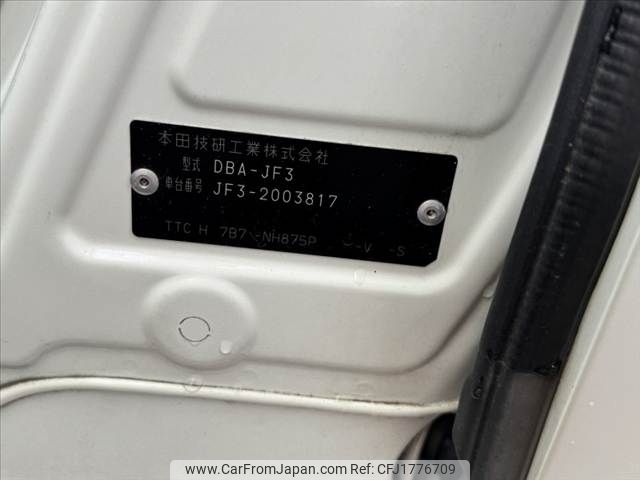 本田技研工業株式会社
型式 DBA-JF3
車台番号 JF3-2003817
TTC H 7B7 -NH875P -V -S
www.CarFromJapan.com | REF No: CFJ1776709